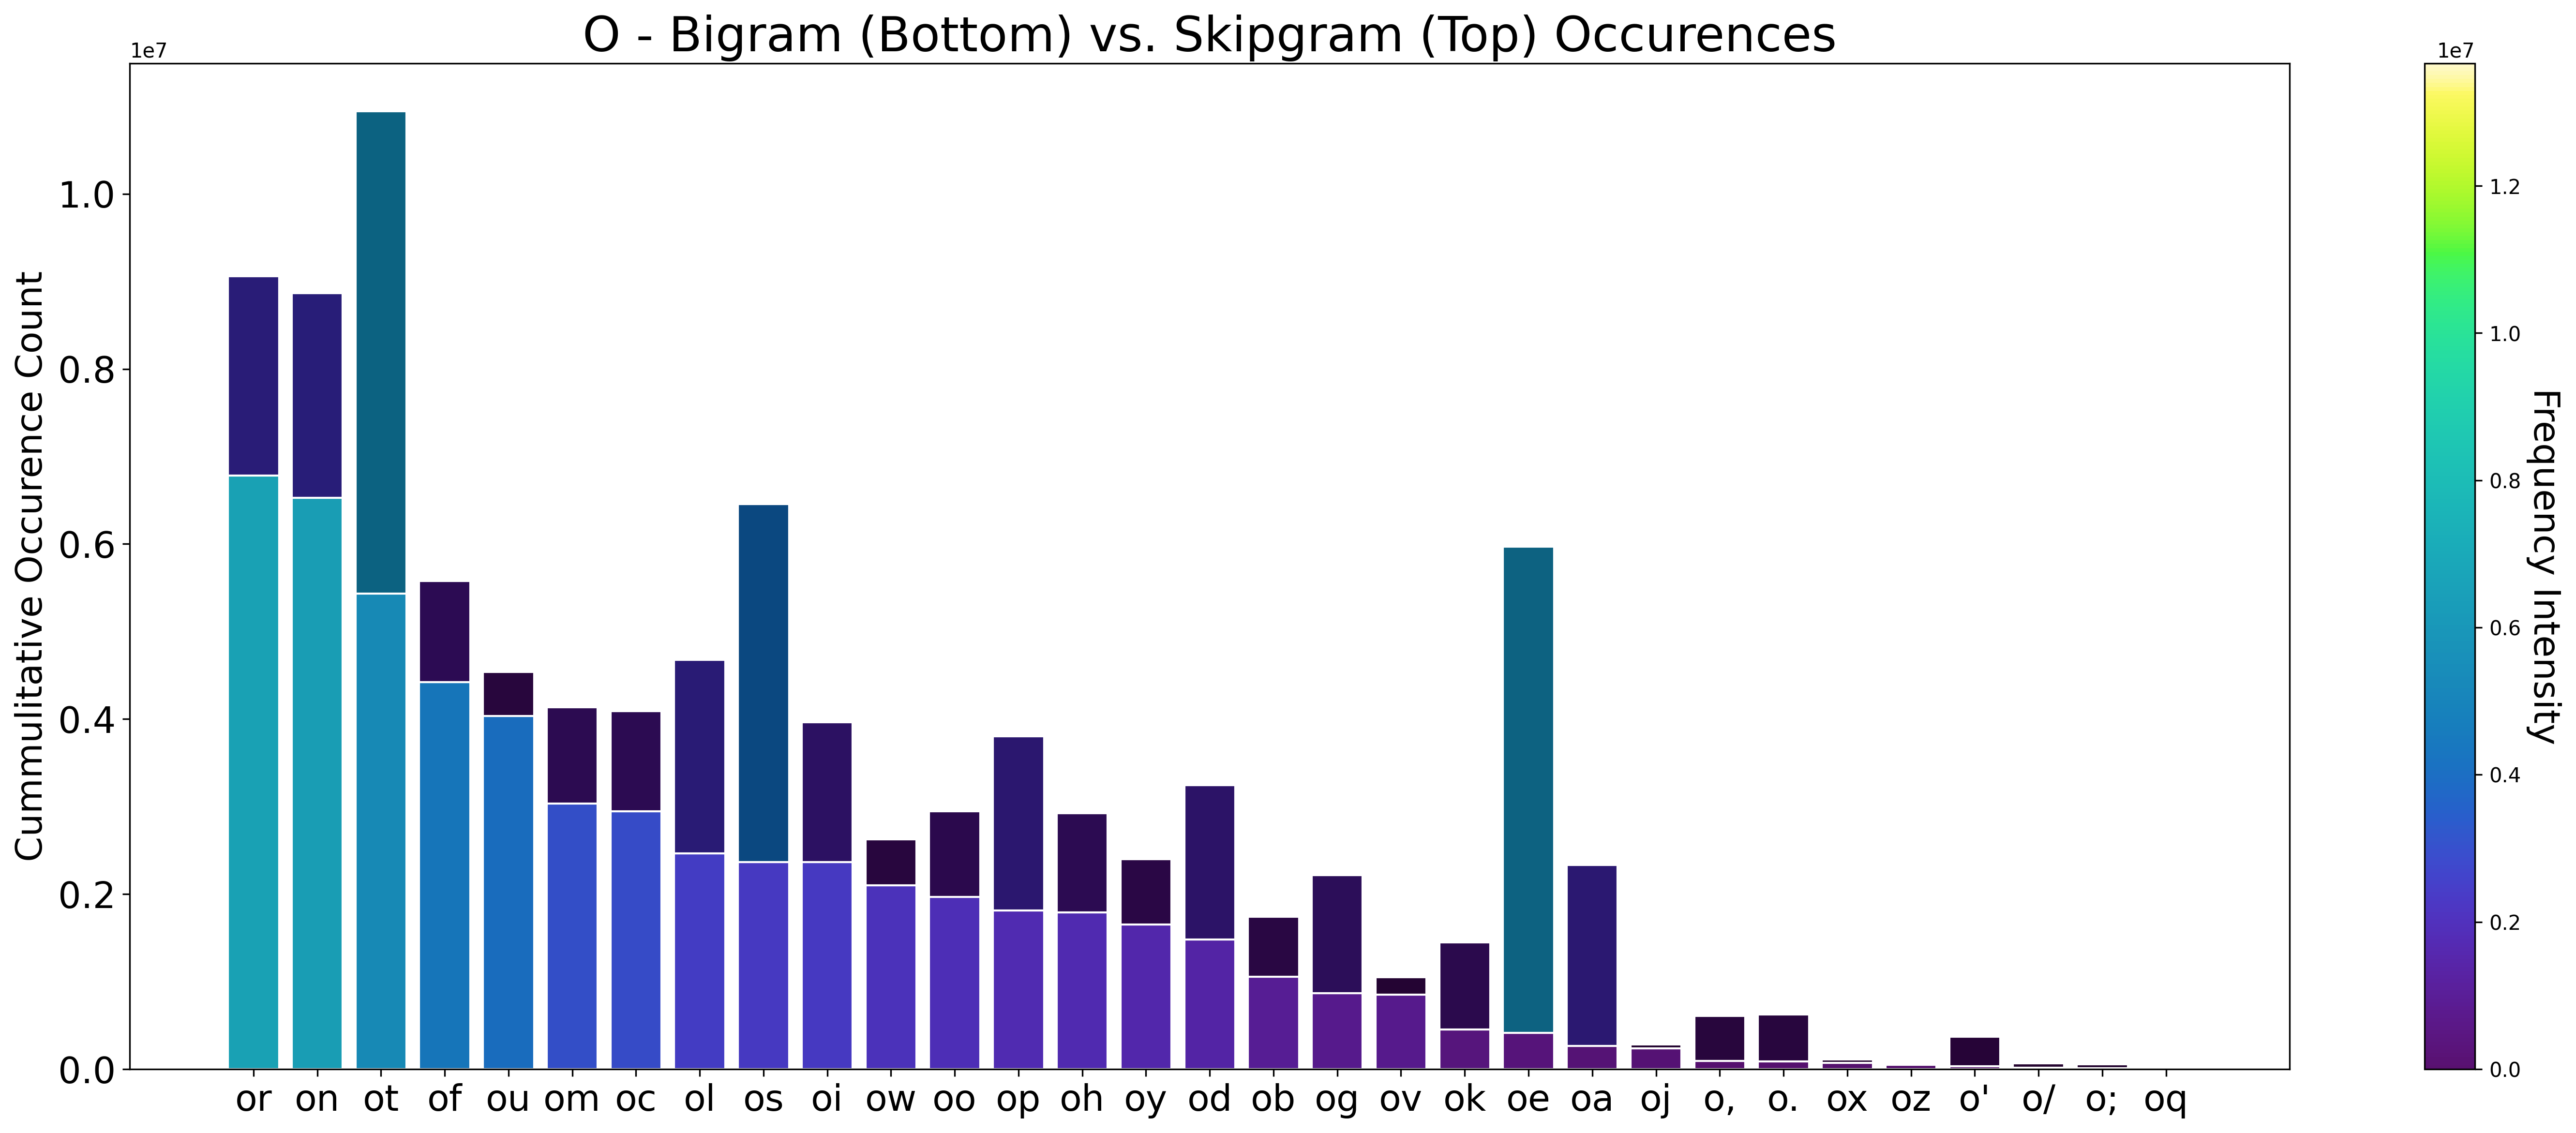 O - Bigram (Bottom) vs. Skipgram (Top) Occurences
1e7
1e7
Cummulitative Occurence Count
1.0
0.8
0.6
0.4
0.2
0.0
or on ot of ou om oc ol os oi ow oo op oh oy od ob og ov ok oe oa oj o, o. ox oz o' o/ o; oq
1.2
1.0
0.8
0.6
0.4
0.2
0.0
Frequency Intensity